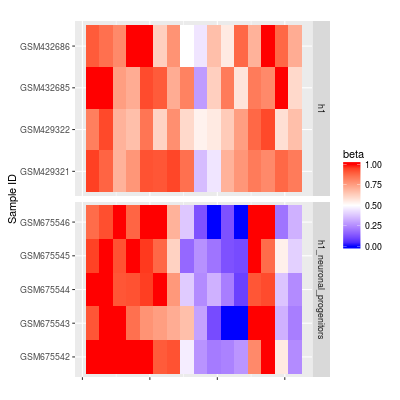 GSM432686
GSM432685
GSM429322
GSM429321
h1
GSM675546
GSM675545
GSM675544
GSM675543
GSM675542
h1_neuronal_progenitors
Sample ID
beta
1.00
0.75
0.50
0.25
0.00